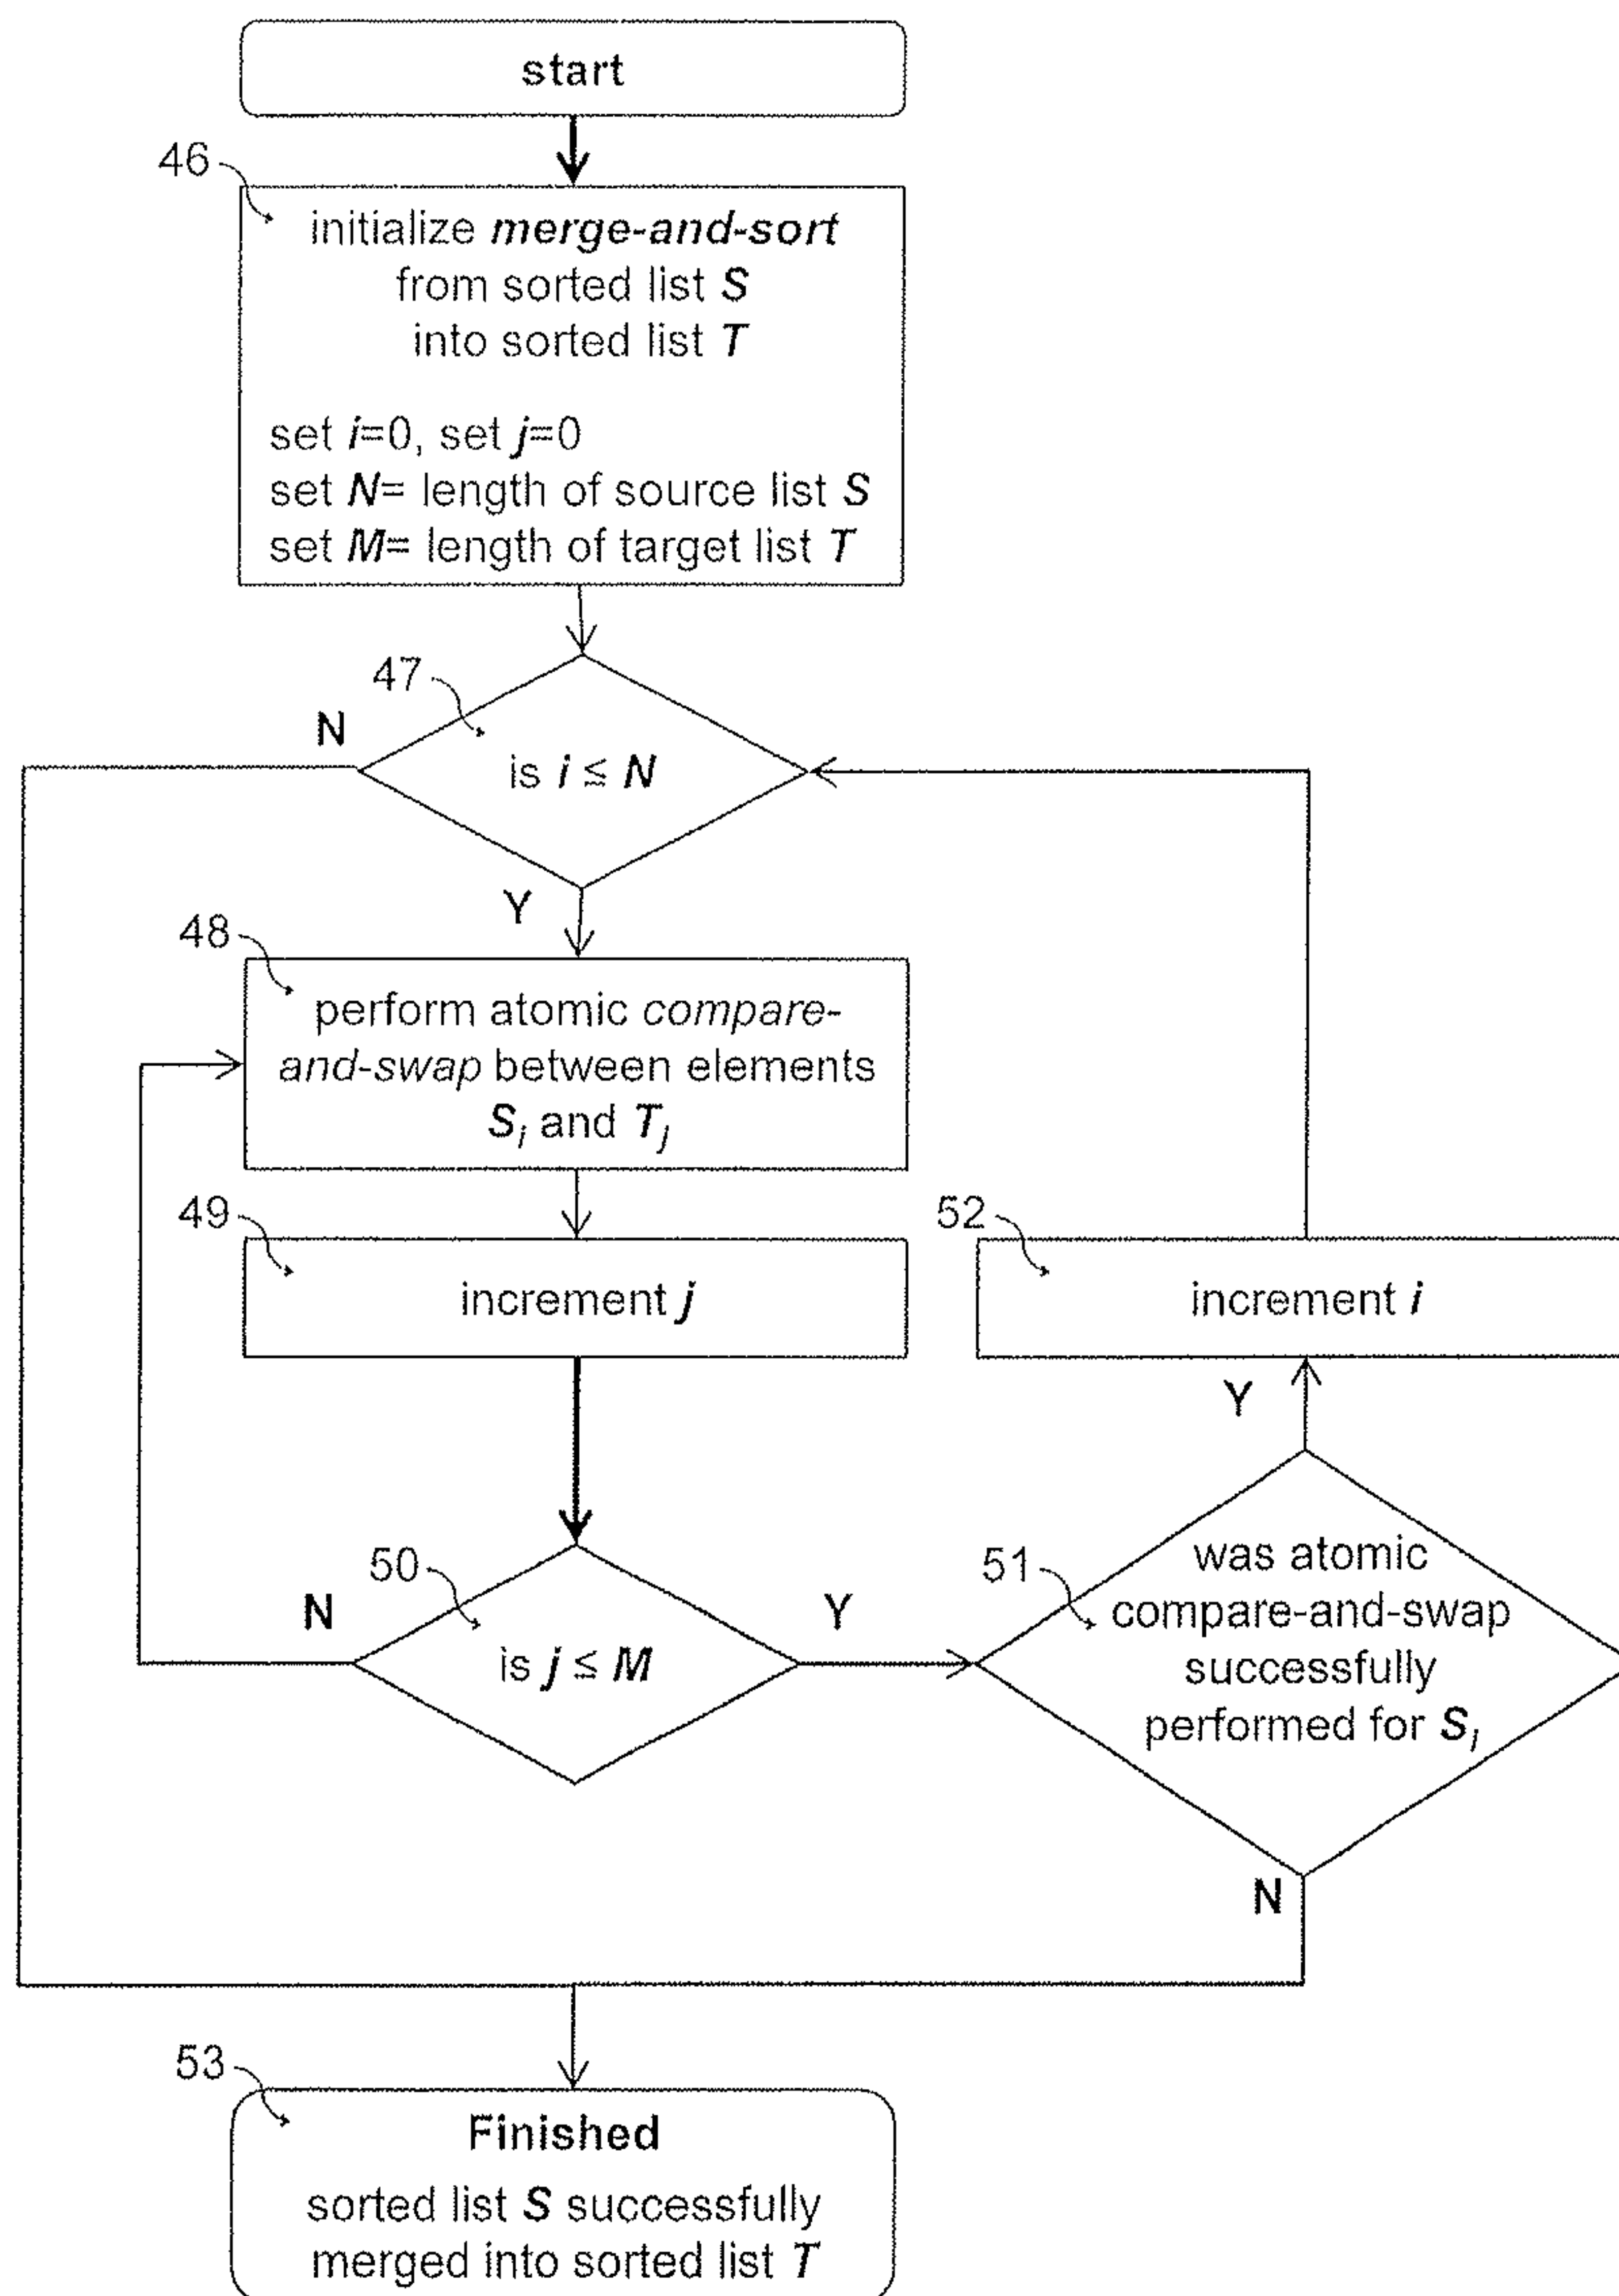 start
46
initialize merge-and-sort
from sorted list S
into sorted list T
set i=0, set j=0
set N= length of source list S
set M= length of target list T
47
N
is i ≤ N
Y
48
perform atomic compare-
and-swap between elements
Si and Tj
49
increment j
52
increment i
Y
50
N
is j ≤ M
Y
51
was atomic
compare-and-swap
successfully
performed for Si
N
53
Finished
sorted list S successfully
merged into sorted list T